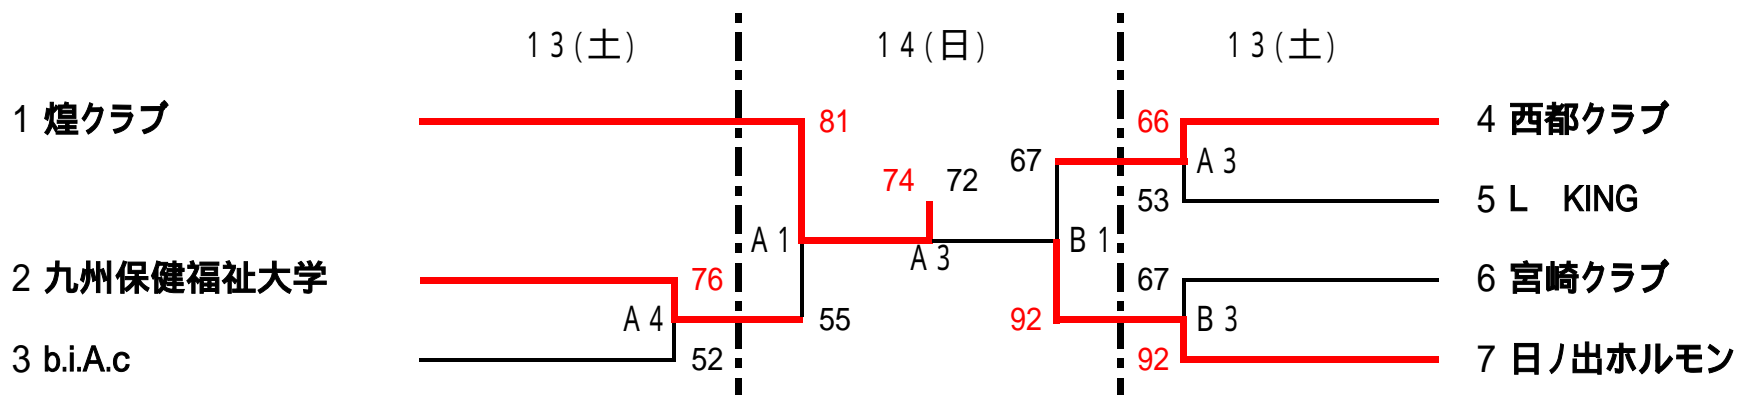 13(土) 14(日) 13(土)
1 煌クラブ 81 66 4 西都クラブ
67 A3
74 72
53 5 L　KING
A1 B1
A3
2 九州保健福祉大学 76 67 6 宮崎クラブ
A4 55 92 B3
3 b.i.A.c 52 92 7 日ノ出ホルモン